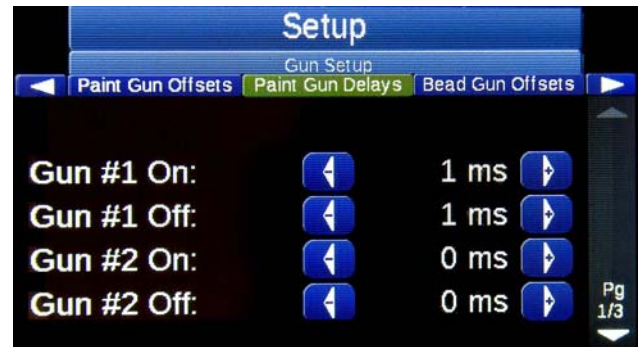 Setup
Gun Setup
Paint Gun Offsets Paint Gun Delays Bead Gun Offsets
Gun #1 On: 1 ms
Gun #1 Off: 1 ms
Gun #2 On: 0 ms
Gun #2 Off: 0 ms
Pg
1/3